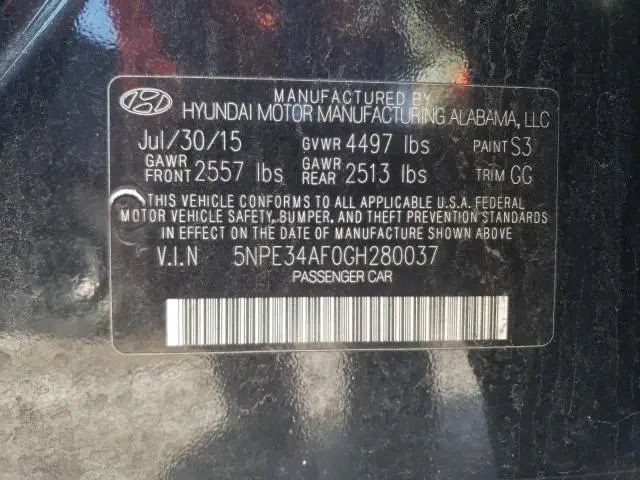 MANUFACTURED BY
HYUNDAI MOTOR MANUFACTURING ALABAMA, LLC
Jul/30/15 GVWR 4497 lbs PAINT S3
GAWR FRONT 2557 lbs GAWR REAR 2513 lbs TRIM GG
THIS VEHICLE CONFORMS TO ALL APPLICABLE U.S.A. FEDERAL
MOTOR VEHICLE SAFETY, BUMPER, AND THEFT PREVENTION STANDARDS
IN EFFECT ON THE DATE OF MANUFACTURE SHOWN ABOVE.
V.I.N 5NPE34AF0GH280037
PASSENGER CAR